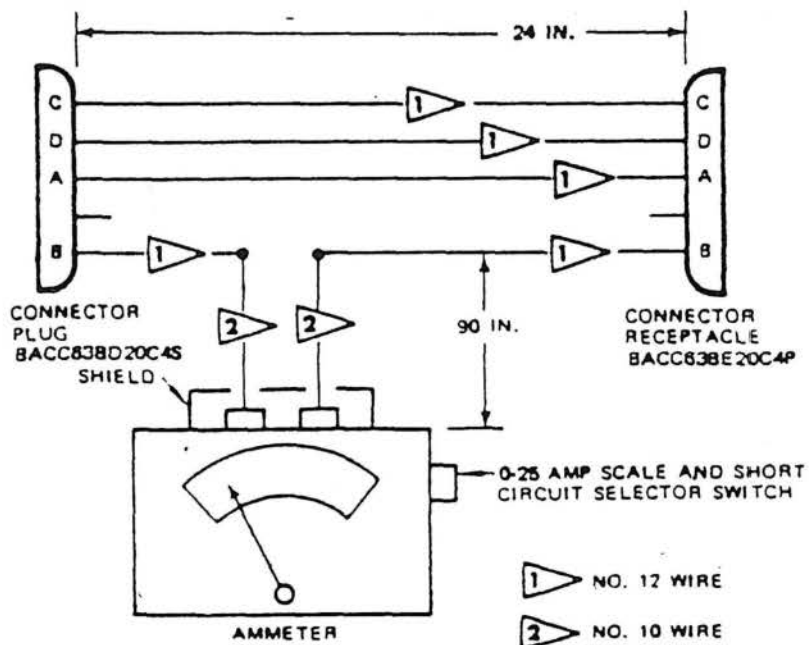 24 IN.
C 1 C
D 1 D
A 1 A
B 1 1 B
2 2
90 IN.
CONNECTOR
PLUG
BACC63BD20C4S
SHIELD
CONNECTOR
RECEPTACLE
BACC63BE20C4P
0-25 AMP SCALE AND SHORT
CIRCUIT SELECTOR SWITCH
AMMETER
1 NO. 12 WIRE
2 NO. 10 WIRE